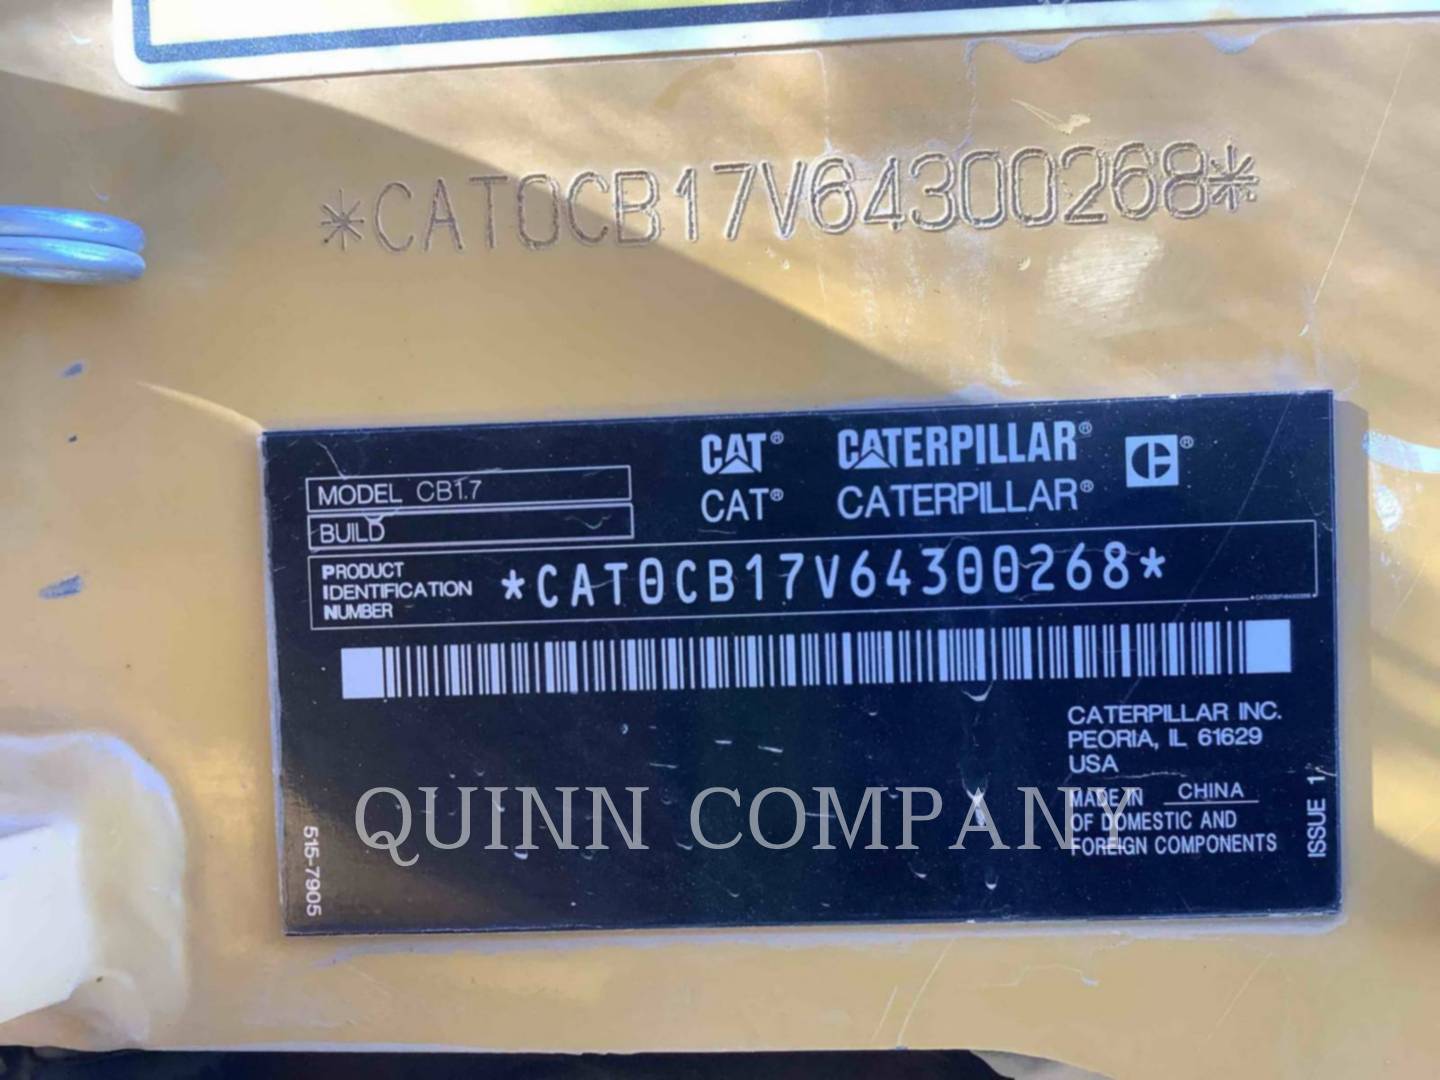 *CAT0CB17V64300268*
CAT® CATERPILLAR® ®
CAT® CATERPILLAR®
MODEL CB1.7
BUILD
PRODUCT
IDENTIFICATION
NUMBER
*CAT0CB17V64300268*
CATERPILLAR INC.
PEORIA, IL 61629
USA
MADE IN CHINA
OF DOMESTIC AND
FOREIGN COMPONENTS
ISSUE 1
515-7905
QUINN COMPANY